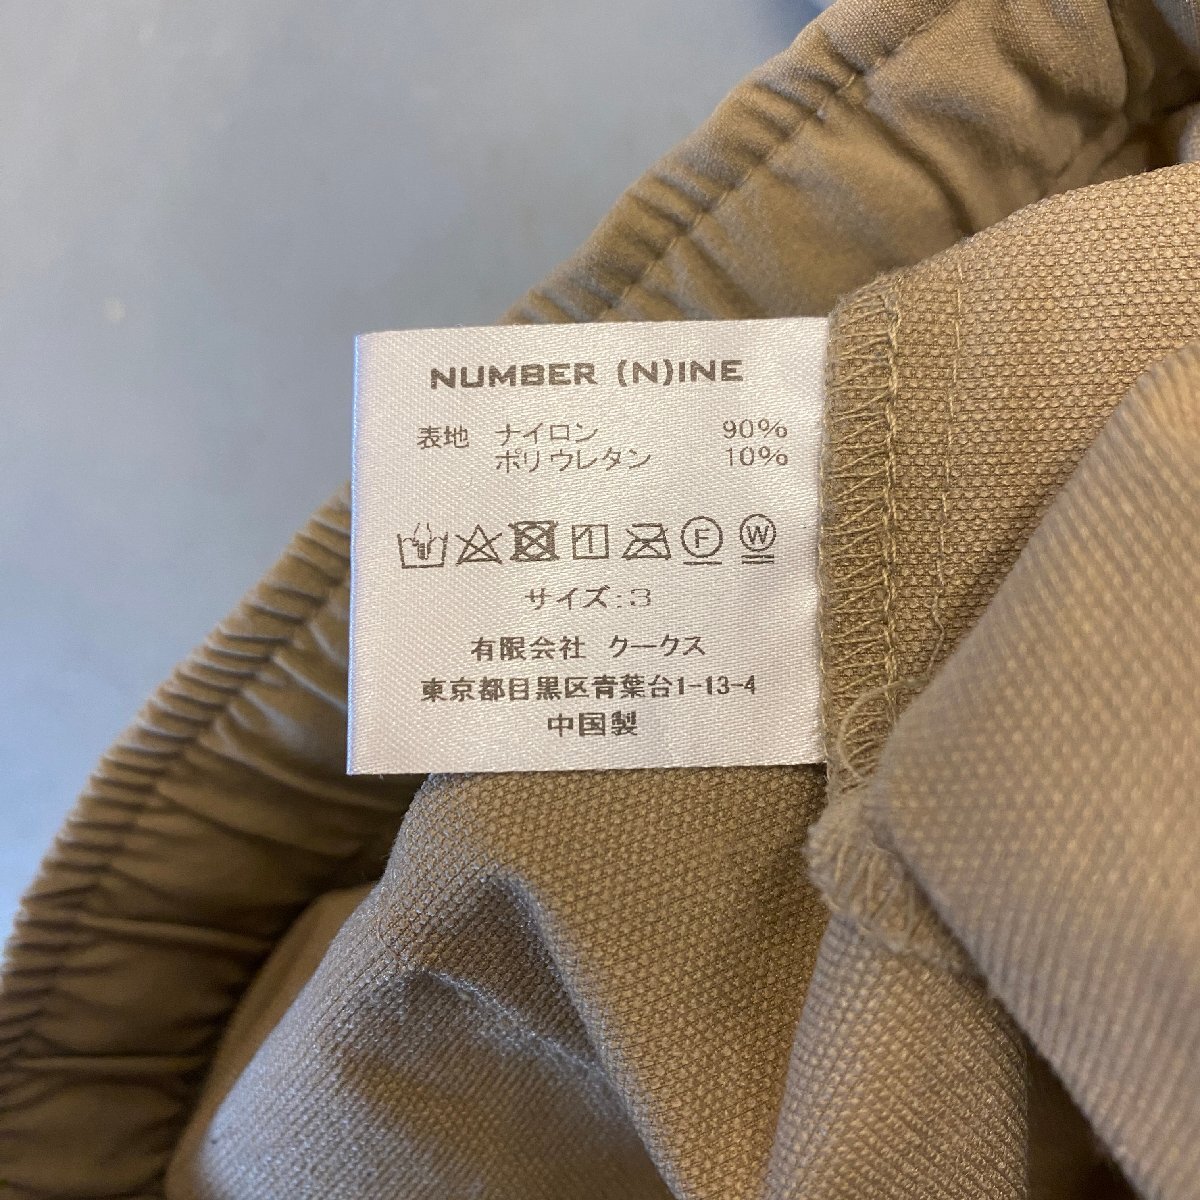 NUMBER (N)INE
表地 ナイロン 90%
ポリウレタン 10%
F W
サイズ:3
有限会社 クークス
東京都目黒区青葉台1-13-4
中国製